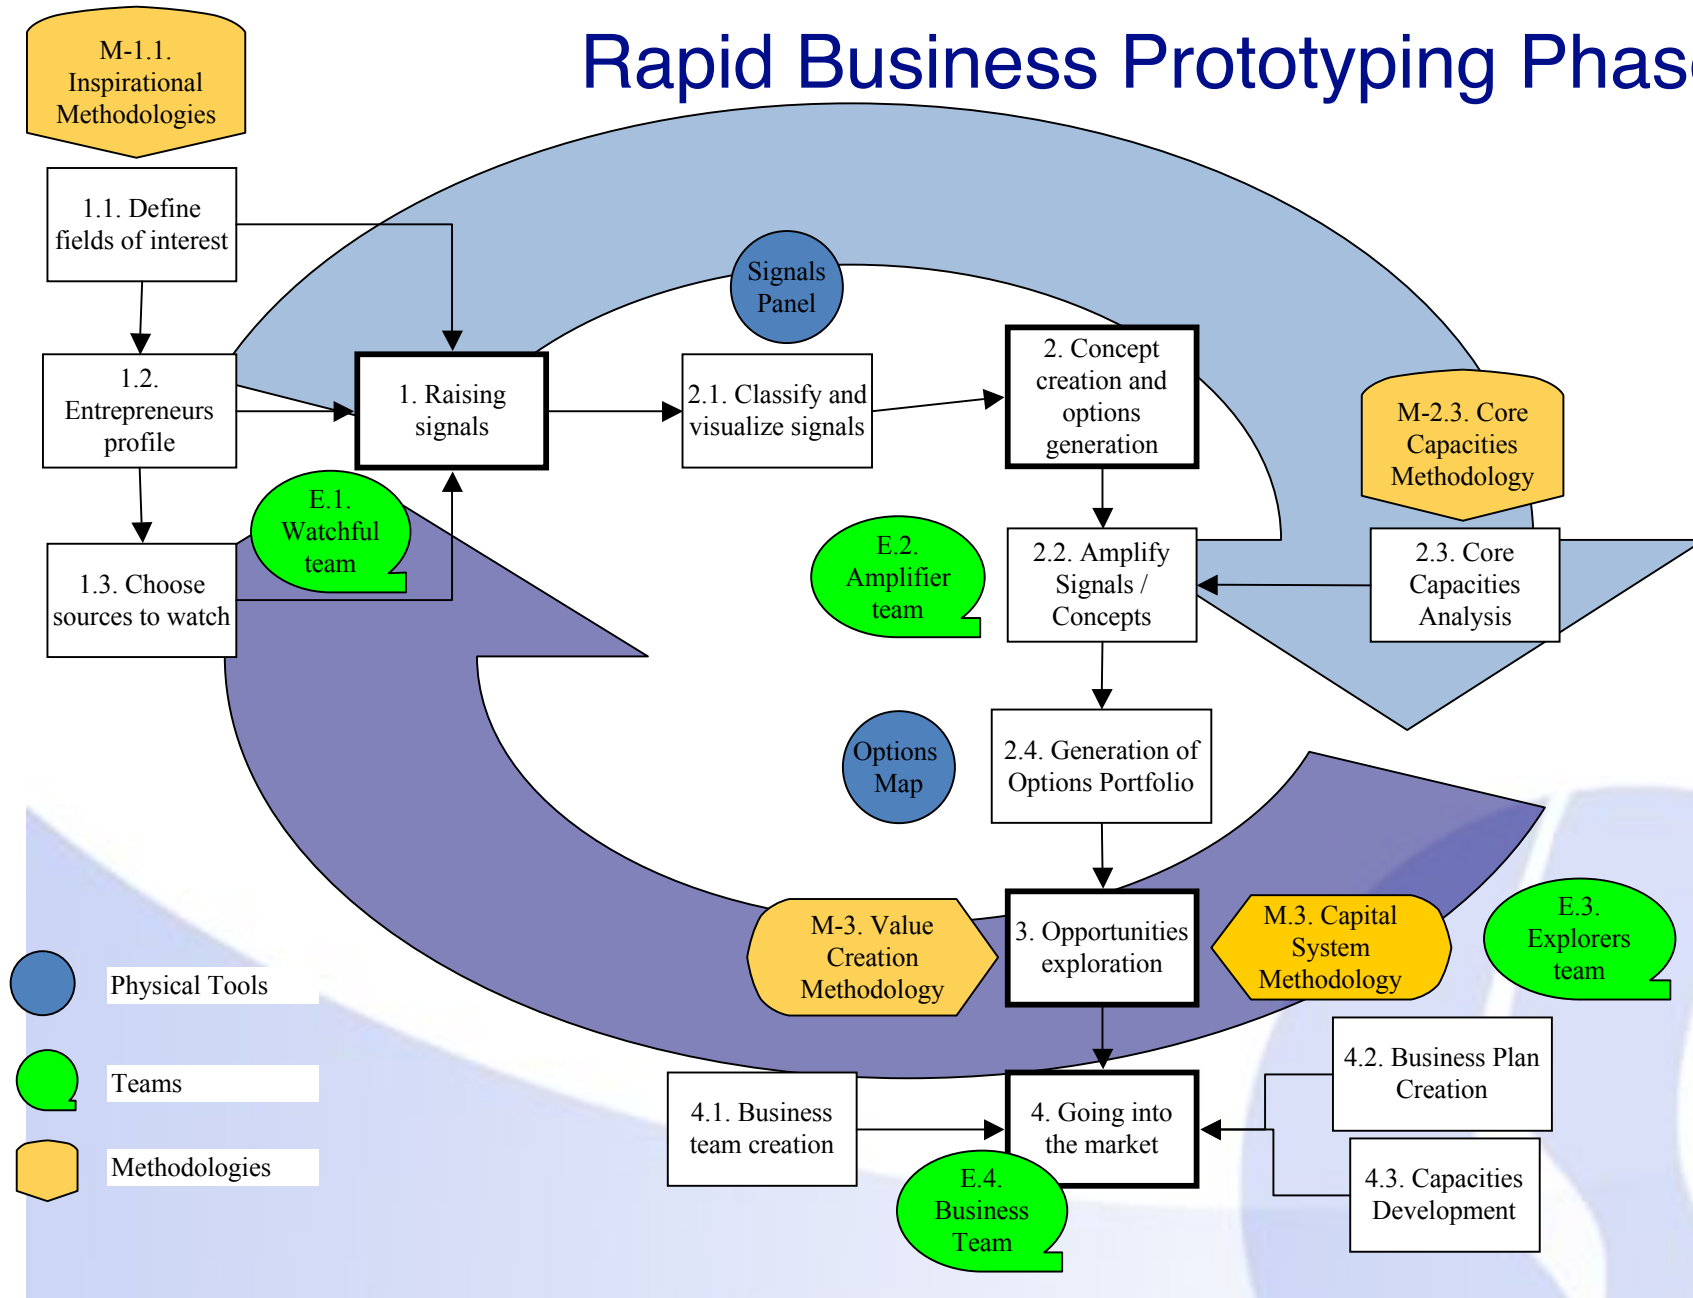 Rapid Business Prototyping Phas
M-1.1.
Inspirational
Methodologies
1.1. Define
fields of interest
1.2.
Entrepreneurs
profile
1.3. Choose
sources to watch
1. Raising
signals
E.1.
Watchful
team
Signals
Panel
2.1. Classify and
visualize signals
2. Concept
creation and
options
generation
M-2.3. Core
Capacities
Methodology
E.2.
Amplifier
team
2.2. Amplify
Signals /
Concepts
2.3. Core
Capacities
Analysis
Options
Map
2.4. Generation of
Options Portfolio
M-3. Value
Creation
Methodology
3. Opportunities
exploration
M.3. Capital
System
Methodology
E.3.
Explorers
team
4.1. Business
team creation
4. Going into
the market
4.2. Business Plan
Creation
4.3. Capacities
Development
E.4.
Business
Team
Physical Tools
Teams
Methodologies